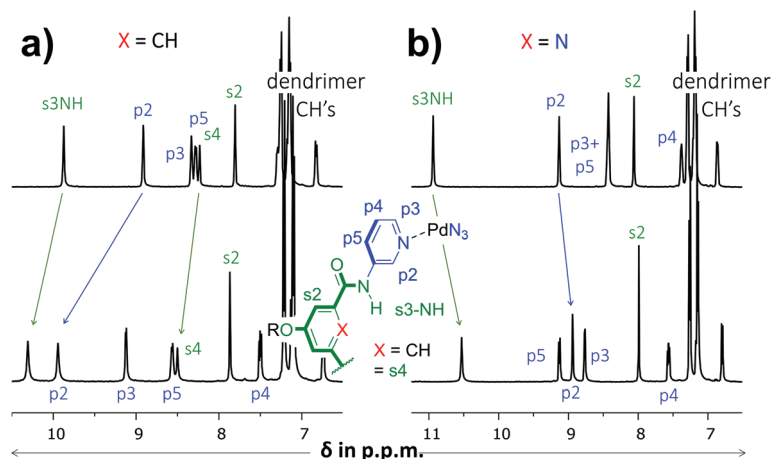 a)
X = CH
s3NH
p2
p3
p5
s4
s2
dendrimer
CH's
p2
p3
p5
s4
s2
p4
10
9
8
7
b)
X = N
s3NH
p2
p3+
p5
s2
p4
dendrimer
CH's
p5
p2
p3
s2
p4
11
10
9
8
7
p4
p3
p5
N
PdN3
p2
O
N
H
s3-NH
s2
RO
X
X = CH
= s4
δ in p.p.m.